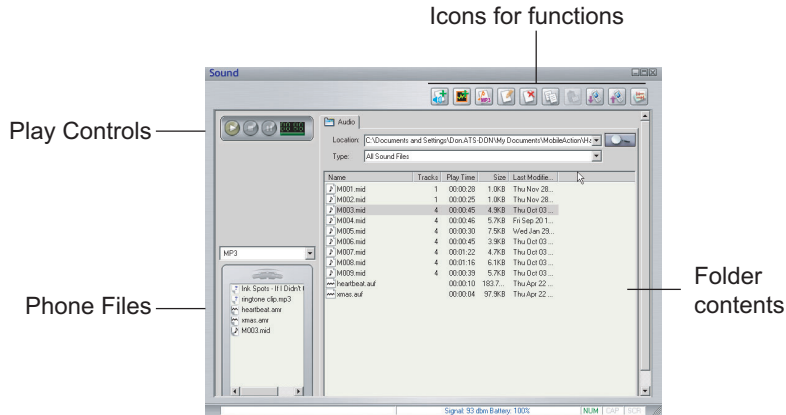 Icons for functions
Sound
MP3
Play Controls
Audio
Location: C:\Documents and Settings\Don.ATS-DON\My Documents\MobileAction\Ha
Type: All Sound Files
Name Tracks Play Time Size Last Modifie...
M001.mid 1 00:00:28 1.0KB Thu Nov 28...
M002.mid 1 00:00:25 1.0KB Thu Nov 28...
M003.mid 4 00:00:45 4.9KB Thu Oct 03 ...
M004.mid 4 00:00:46 5.7KB Fri Sep 20 1...
M005.mid 4 00:00:30 7.5KB Wed Jan 29...
M006.mid 4 00:00:45 3.9KB Thu Oct 03 ...
M007.mid 4 00:01:22 4.7KB Thu Oct 03 ...
M008.mid 4 00:01:16 6.1KB Thu Oct 03 ...
M009.mid 4 00:00:39 5.7KB Thu Oct 03 ...
heartbeat.auf 00:00:10 183.7... Thu Apr 22 ...
xmas.auf 00:00:04 97.9KB Thu Apr 22 ...
MP3
Phone Files
Ink Spots - If I Didn't
ringtone clip.mp3
heartbeat.amr
xmas.amr
M003.mid
Folder
contents
Signal: 93 dbm Battery: 100% NUM CAP SCR